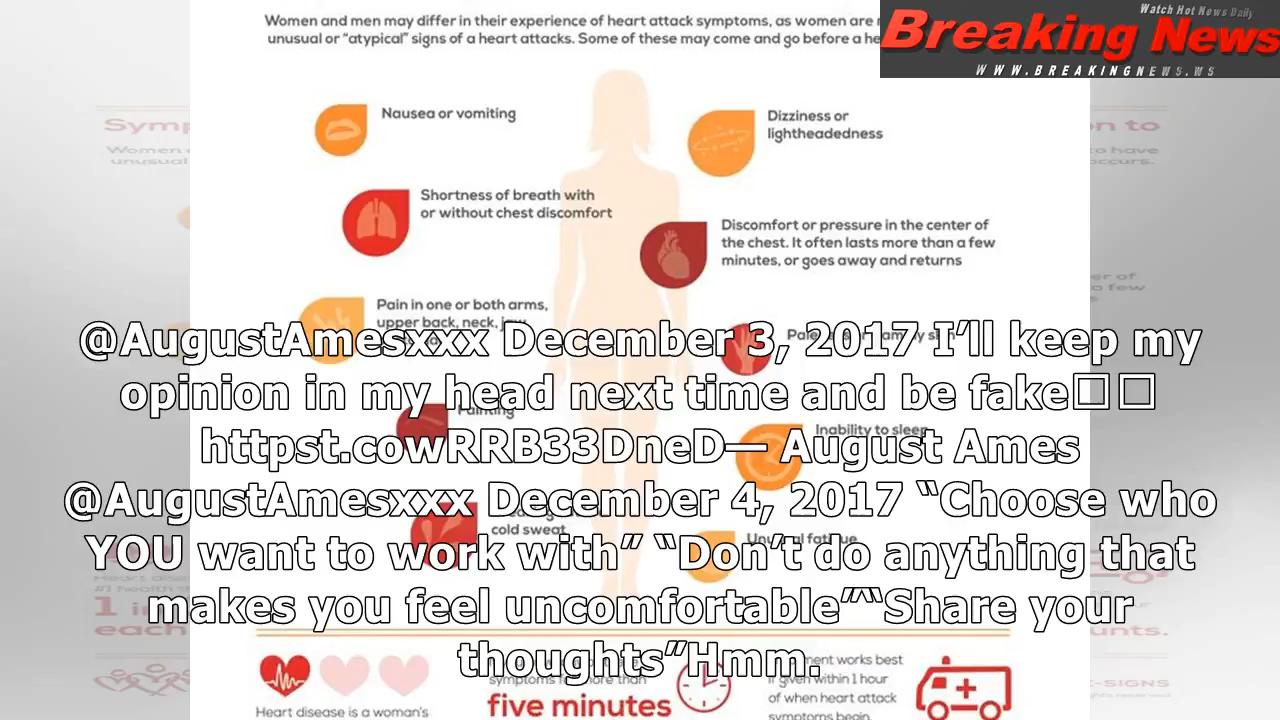 Women and men may differ in their experience of heart attack symptoms, as women are
unusual or “atypical” signs of a heart attacks. Some of these may come and go before a
Watch Hot News Daily
Breaking News
WWW.BREAKINGNEWS.WS
Nausea or vomiting
Dizziness or
lightheadedness
Shortness of breath with
or without chest discomfort
Discomfort or pressure in the center of
the chest. It often lasts more than a few
minutes, or goes away and returns
Pain in one or both arms,
upper back, neck,
Fainting
Inability to sleep
cold sweat
@AugustAmesxxx December 3, 2017 I’ll keep my
opinion in my head next time and be fake
httpst.cowRRB33DneD— August Ames
@AugustAmesxxx December 4, 2017 “Choose who
YOU want to work with” “Don’t do anything that
makes you feel uncomfortable”“Share your
thoughts”Hmm.
Heart disease is a woman’s
five minutes
ment works best
if given within 1 hour
of when heart attack
symptoms begin.